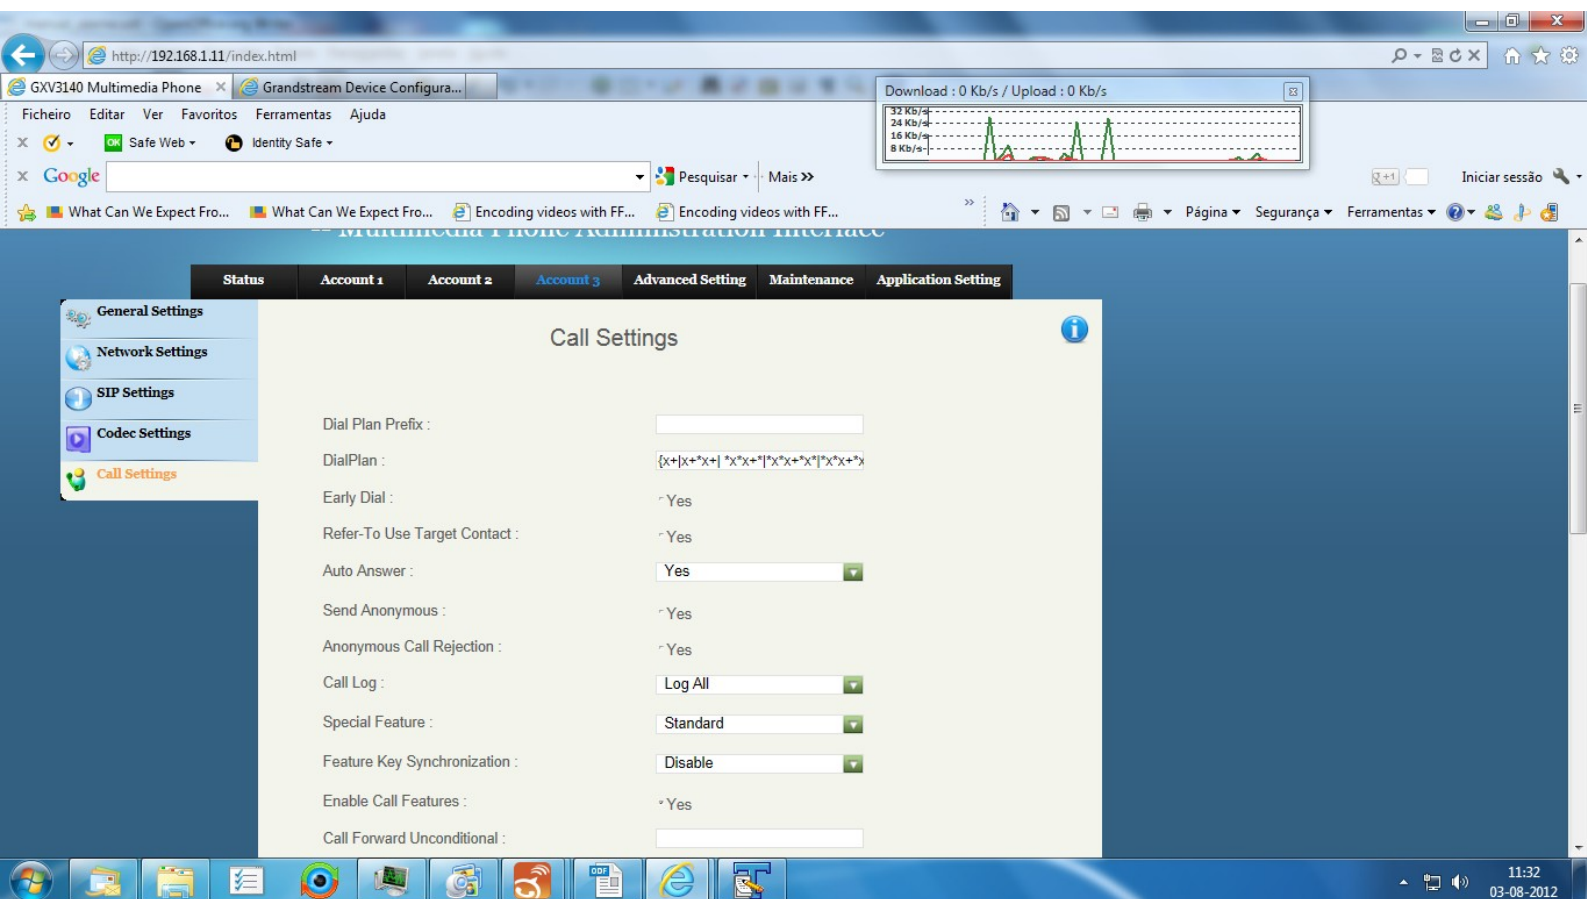 http://192.168.1.11/index.html
GXV3140 Multimedia Phone
Grandstream Device Configura...
Download : 0 Kb/s / Upload : 0 Kb/s
32 Kb/s
24 Kb/s
16 Kb/s
8 Kb/s
Ficheiro Editar Ver Favoritos Ferramentas Ajuda
x OK Safe Web Identity Safe
x Google Pesquisar Mais »
Iniciar sessão
What Can We Expect Fro... What Can We Expect Fro... Encoding videos with FF... Encoding videos with FF... »
Página Segurança Ferramentas
-- Multimedia Phone Administration Interface
Status Account 1 Account 2 Account 3 Advanced Setting Maintenance Application Setting
General Settings
Network Settings
SIP Settings
Codec Settings
Call Settings
Call Settings
Dial Plan Prefix :
DialPlan : {x+|x+*x+| *x*x+*|*x*x+*x*|*x*x+*x
Early Dial : Yes
Refer-To Use Target Contact : Yes
Auto Answer : Yes
Send Anonymous : Yes
Anonymous Call Rejection : Yes
Call Log : Log All
Special Feature : Standard
Feature Key Synchronization : Disable
Enable Call Features : Yes
Call Forward Unconditional :
ODF
11:32
03-08-2012